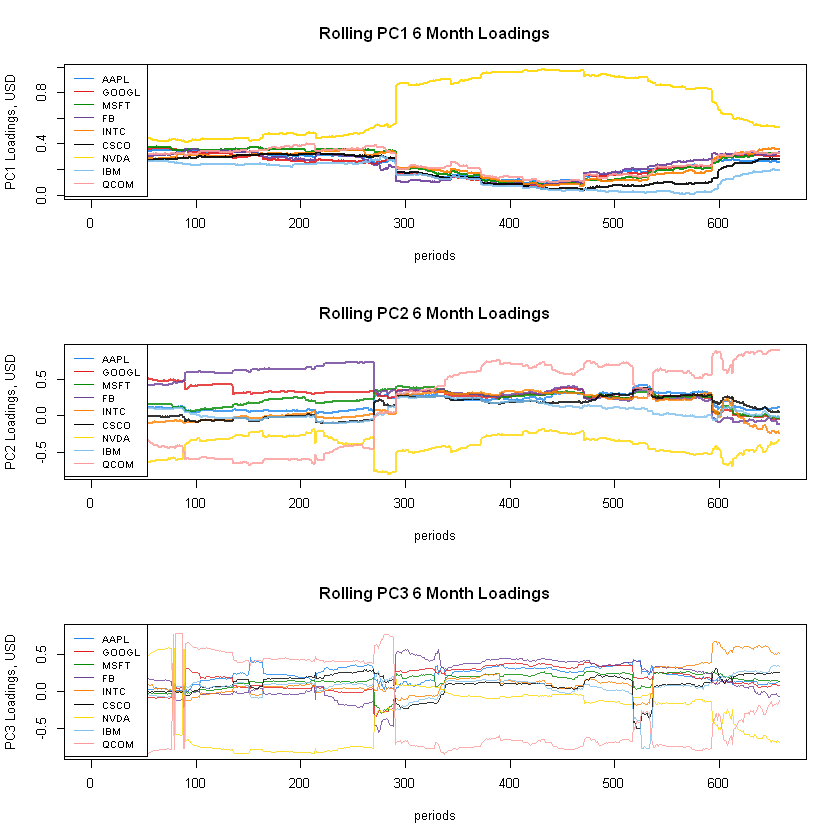 Rolling PC1 6 Month Loadings
PC1 Loadings, USD
0.0 0.4 0.8
AAPL
GOOGL
MSFT
FB
INTC
CSCO
NVDA
IBM
QCOM
0 100 200 300 400 500 600
periods
Rolling PC2 6 Month Loadings
PC2 Loadings, USD
-0.5 0.0 0.5
AAPL
GOOGL
MSFT
FB
INTC
CSCO
NVDA
IBM
QCOM
0 100 200 300 400 500 600
periods
Rolling PC3 6 Month Loadings
PC3 Loadings, USD
-0.5 0.0 0.5
AAPL
GOOGL
MSFT
FB
INTC
CSCO
NVDA
IBM
QCOM
0 100 200 300 400 500 600
periods